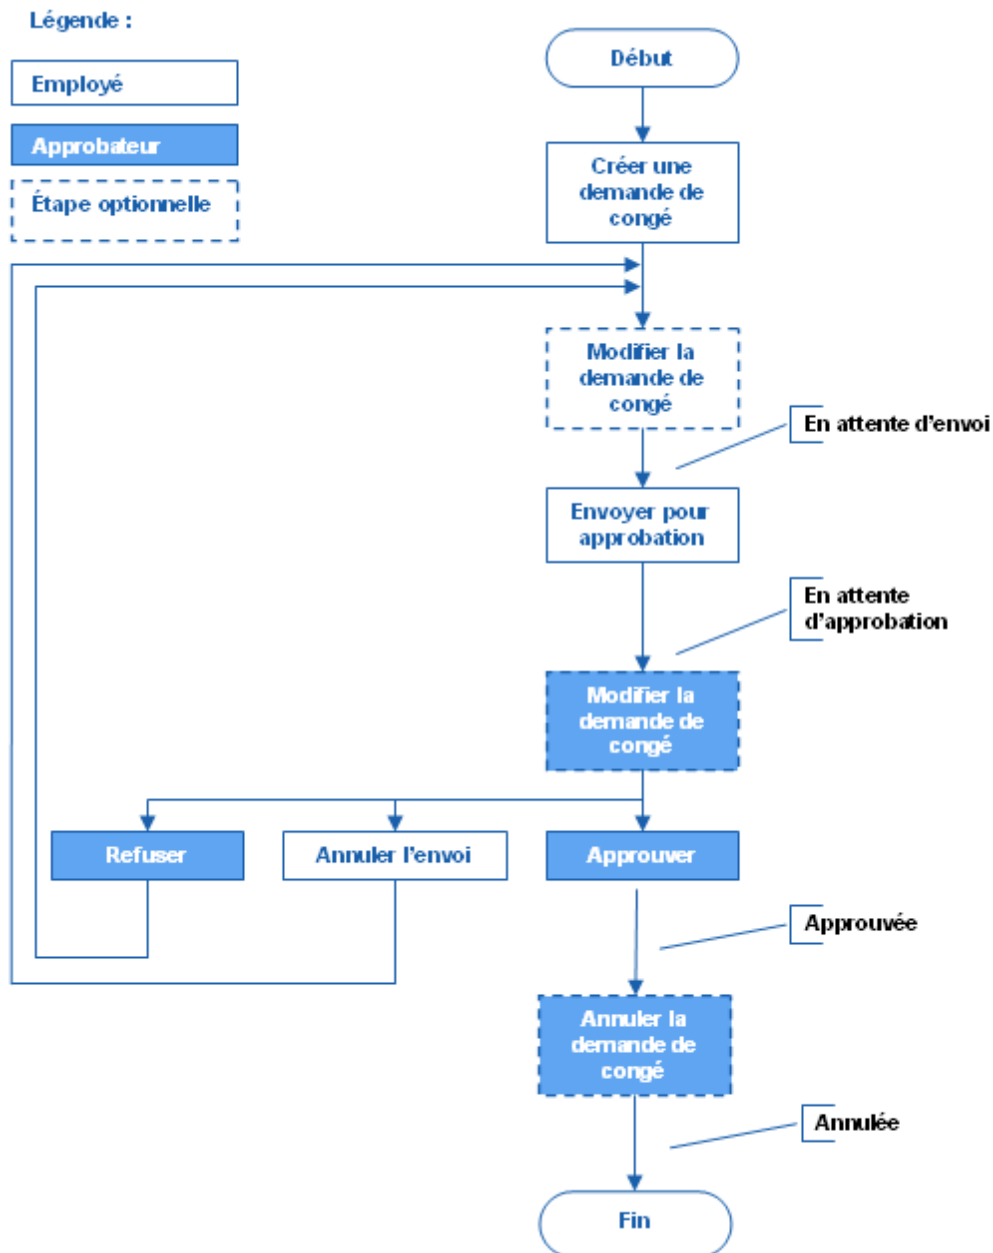 Légende :
Employé
Approbateur
Étape optionnelle
Début
Créer une
demande de
congé
Modifier la
demande de
congé
En attente d'envoi
Envoyer pour
approbation
En attente
d'approbation
Modifier la
demande de
congé
Refuser
Annuler l'envoi
Approuver
Approuvée
Annuler la
demande de
congé
Annulée
Fin